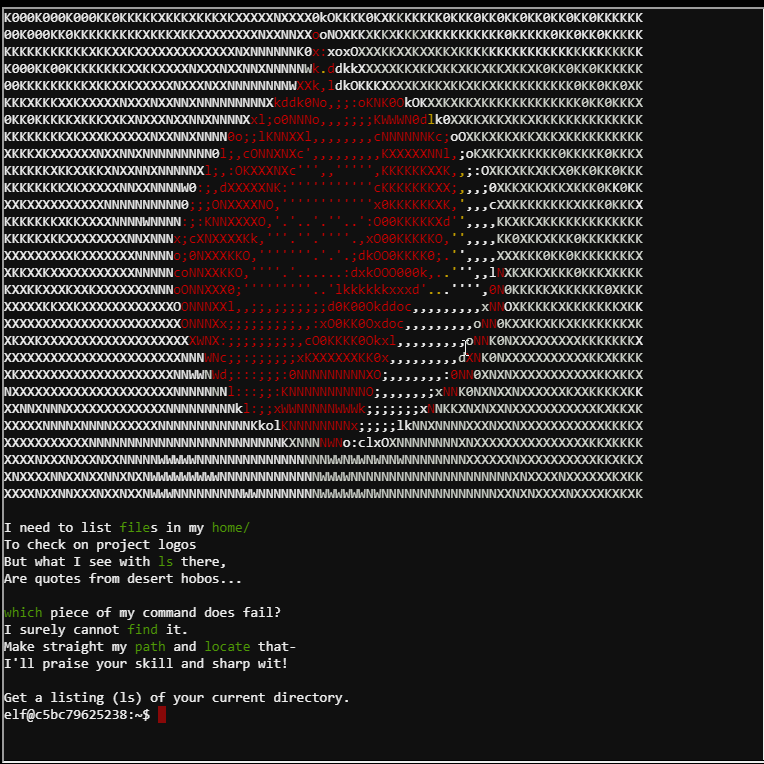 I need to list files in my home/
To check on project logos
But what I see with ls there,
Are quotes from desert hobos...
which piece of my command does fail?
I surely cannot find it.
Make straight my path and locate that-
I'll praise your skill and sharp wit!
Get a listing (ls) of your current directory.
elf@c5bc79625238:~$